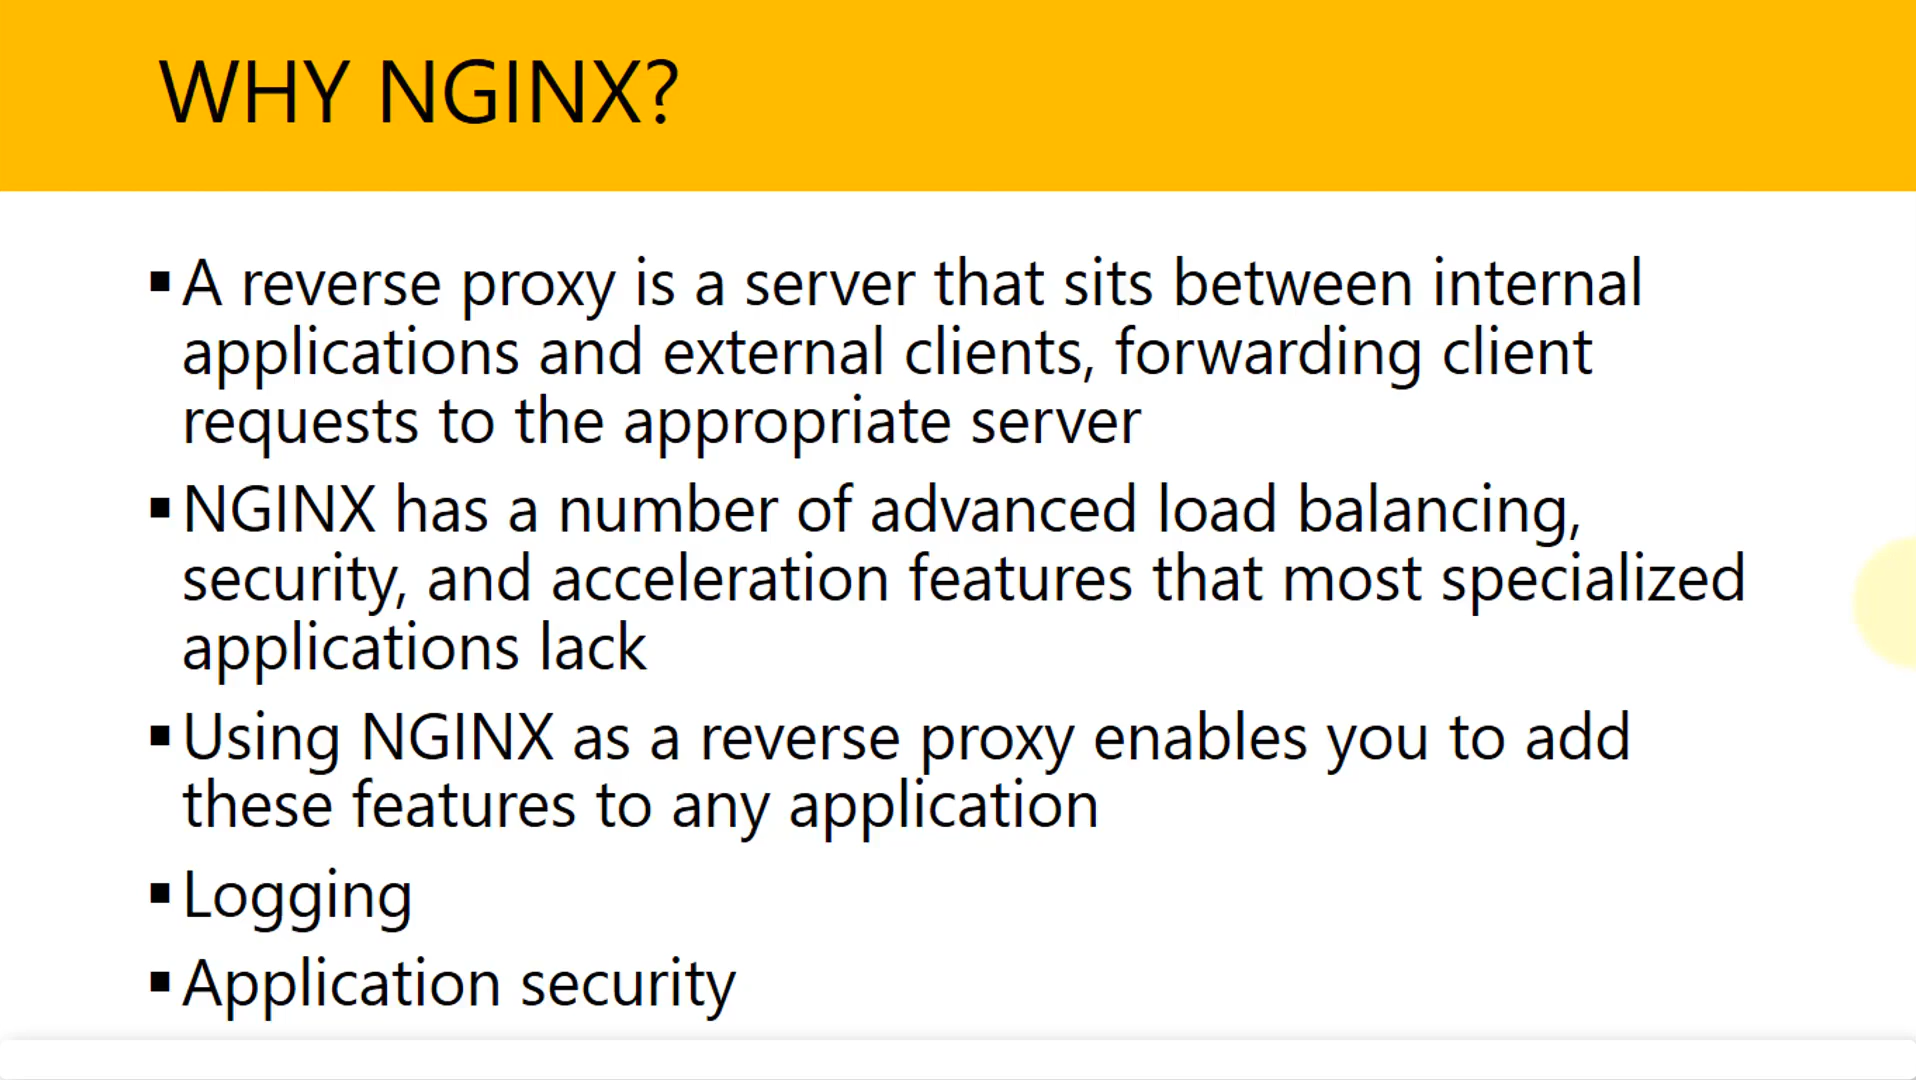 WHY NGINX?
▪A reverse proxy is a server that sits between internal
applications and external clients, forwarding client
requests to the appropriate server
▪NGINX has a number of advanced load balancing,
security, and acceleration features that most specialized
applications lack
▪Using NGINX as a reverse proxy enables you to add
these features to any application
▪Logging
▪Application security